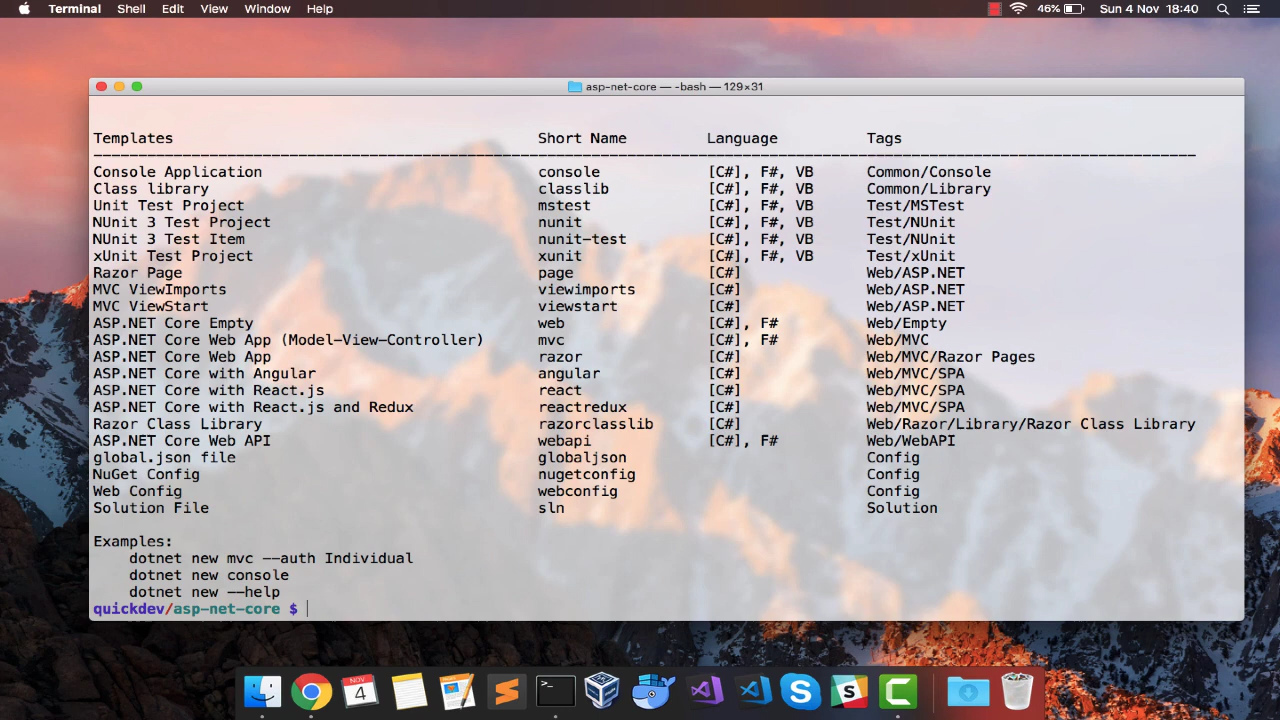 Terminal Shell Edit View Window Help 46% Sun 4 Nov 18:40
asp-net-core — -bash — 129×31
Templates Short Name Language Tags
Console Application console [C#], F#, VB Common/Console
Class library classlib [C#], F#, VB Common/Library
Unit Test Project mstest [C#], F#, VB Test/MSTest
NUnit 3 Test Project nunit [C#], F#, VB Test/NUnit
NUnit 3 Test Item nunit-test [C#], F#, VB Test/NUnit
xUnit Test Project xunit [C#], F#, VB Test/xUnit
Razor Page page [C#] Web/ASP.NET
MVC ViewImports viewimports [C#] Web/ASP.NET
MVC ViewStart viewstart [C#] Web/ASP.NET
ASP.NET Core Empty web [C#], F# Web/Empty
ASP.NET Core Web App (Model-View-Controller) mvc [C#], F# Web/MVC
ASP.NET Core Web App razor [C#] Web/MVC/Razor Pages
ASP.NET Core with Angular angular [C#] Web/MVC/SPA
ASP.NET Core with React.js react [C#] Web/MVC/SPA
ASP.NET Core with React.js and Redux reactredux [C#] Web/MVC/SPA
Razor Class Library razorclasslib [C#] Web/Razor/Library/Razor Class Library
ASP.NET Core Web API webapi [C#], F# Web/WebAPI
global.json file globaljson Config
NuGet Config nugetconfig Config
Web Config webconfig Config
Solution File sln Solution
Examples:
dotnet new mvc --auth Individual
dotnet new console
dotnet new --help
quickdev/asp-net-core $
NOV
4